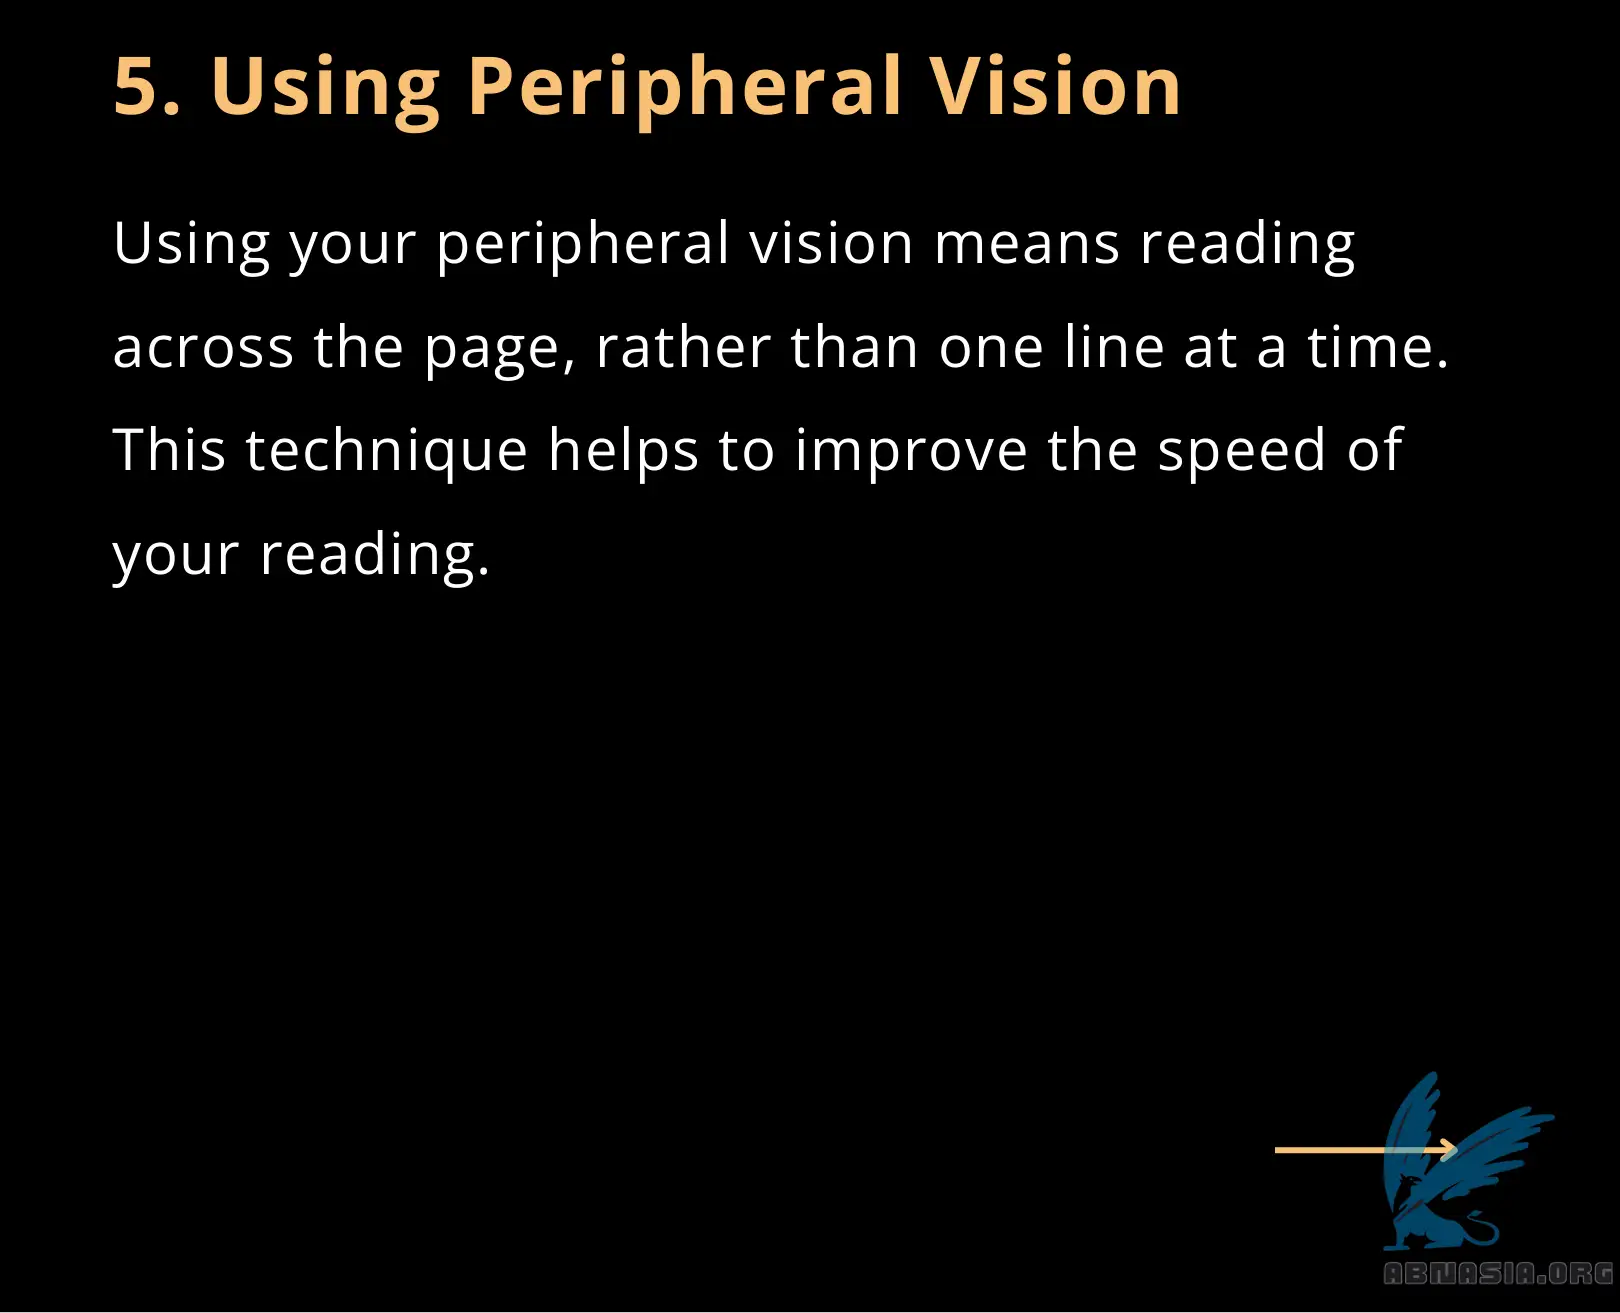 5. Using Peripheral Vision
Using your peripheral vision means reading
across the page, rather than one line at a time.
This technique helps to improve the speed of
your reading.
ABNASIA.ORG